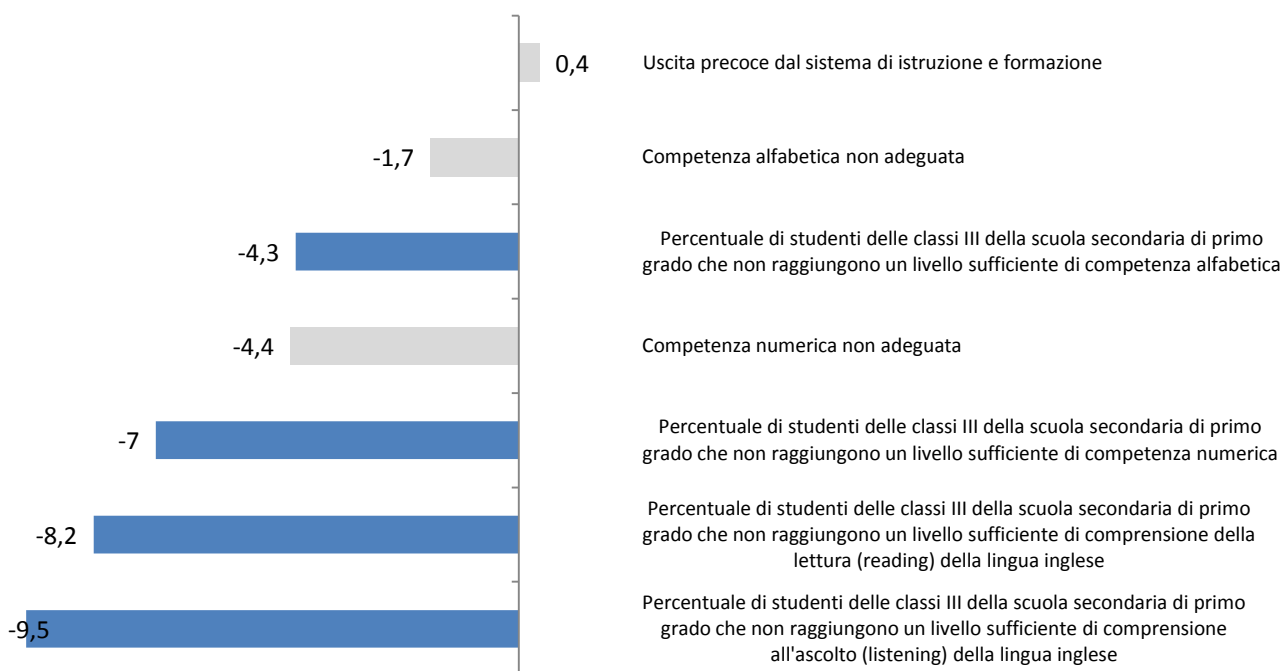 0,4 Uscita precoce dal sistema di istruzione e formazione
-1,7 Competenza alfabetica non adeguata
-4,3 Percentuale di studenti delle classi III della scuola secondaria di primo
grado che non raggiungono un livello sufficiente di competenza alfabetica
-4,4 Competenza numerica non adeguata
-7 Percentuale di studenti delle classi III della scuola secondaria di primo
grado che non raggiungono un livello sufficiente di competenza numerica
-8,2 Percentuale di studenti delle classi III della scuola secondaria di primo
grado che non raggiungono un livello sufficiente di comprensione della
lettura (reading) della lingua inglese
-9,5 Percentuale di studenti delle classi III della scuola secondaria di primo
grado che non raggiungono un livello sufficiente di comprensione
all'ascolto (listening) della lingua inglese